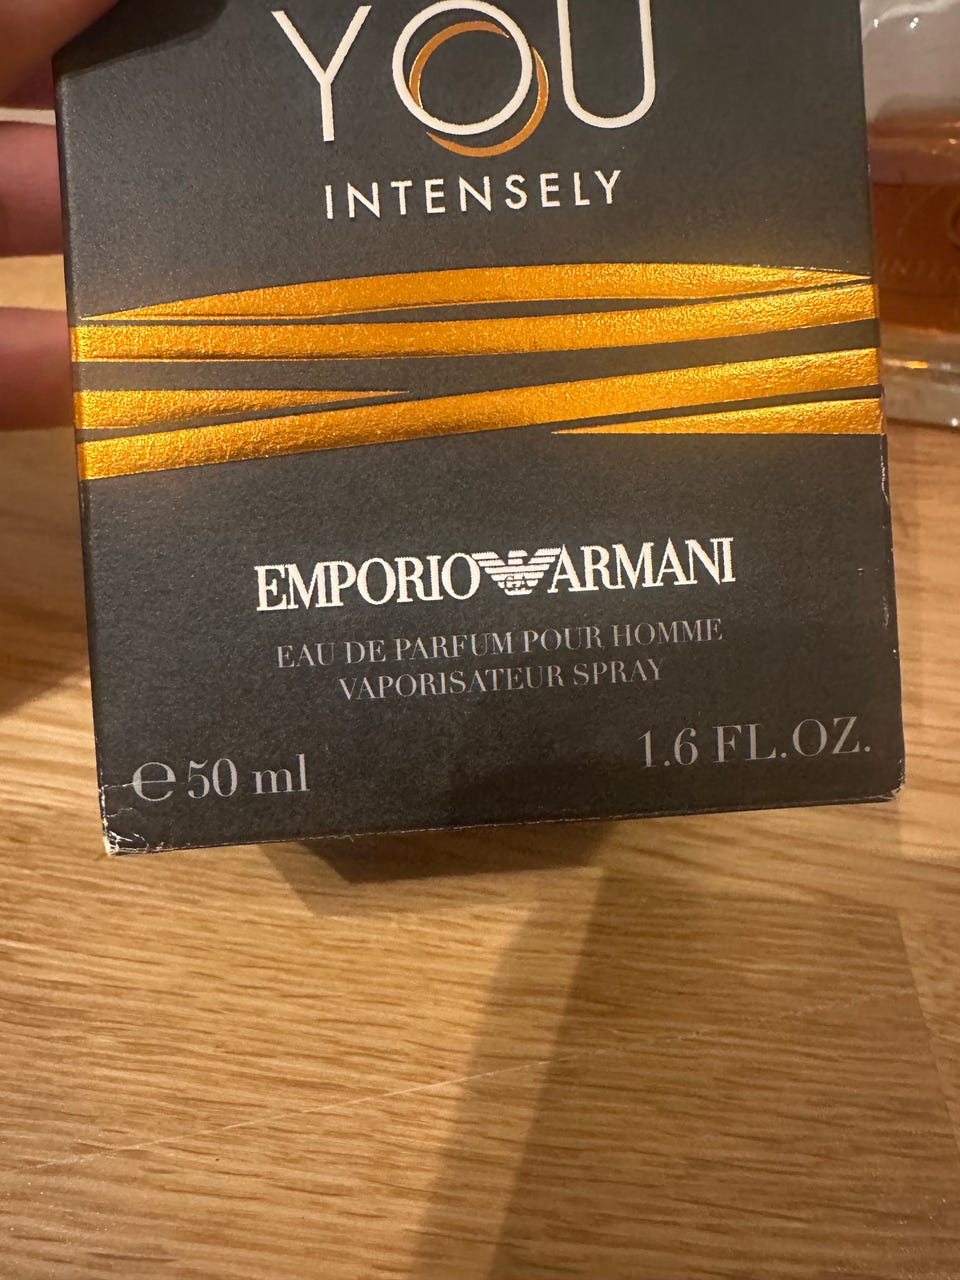 YOU
INTENSELY
EMPORIO ARMANI
EAU DE PARFUM POUR HOMME
VAPORISATEUR SPRAY
℮50 ml 1.6 FL.OZ.